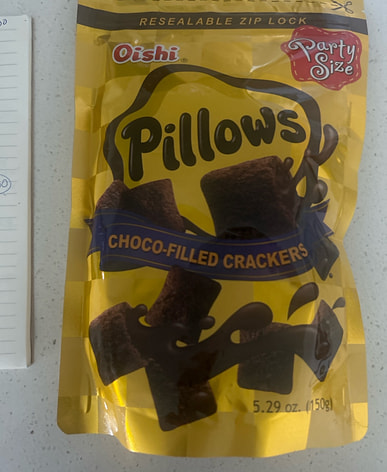 RESEALABLE ZIP LOCK
Party
Size
Oishi
Pillows
CHOCO-FILLED CRACKERS
5.29 oz. (150g)